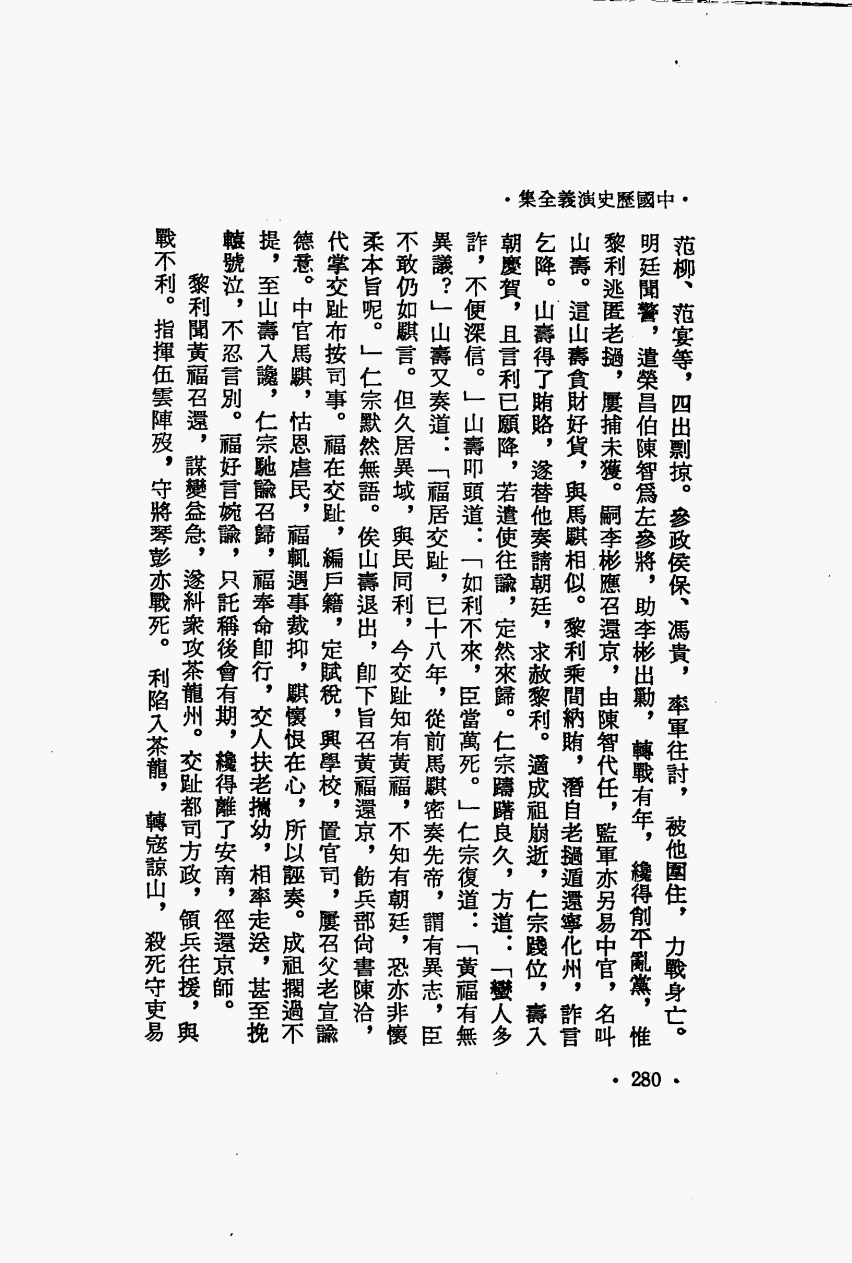 ·中國歷史演義全集·
范柳、范宴等，四出剽掠。參政侯保、馮貴，率軍往討，被他圍住，力戰身亡。
明廷聞警，遣榮昌伯陳智爲左參將，助李彬出勦，轉戰有年，纔得削平亂黨，惟
黎利逃匿老撾，屢捕未獲。嗣李彬應召還京，由陳智代任，監軍亦另易中官，名叫
山壽。這山壽貪財好貨，與馬騏相似。黎利乘間納賄，潛自老撾遁還寧化州，詐言
乞降。山壽得了賄賂，遂替他奏請朝廷，求赦黎利。適成祖崩逝，仁宗踐位，壽入
朝慶賀，且言利已願降，若遣使往諭，定然來歸。仁宗躊躇良久，方道：「蠻人多
詐，不便深信。」山壽叩頭道：「如利不來，臣當萬死。」仁宗復道：「黃福有無
異議？」山壽又奏道：「福居交趾，已十八年，從前馬騏密奏先帝，謂有異志，臣
不敢仍如騏言。但久居異域，與民同利，今交趾知有黃福，不知有朝廷，恐亦非懷
柔本旨呢。」仁宗默然無語。俟山壽退出，卽下旨召黃福還京，飭兵部尚書陳洽，
代掌交趾布按司事。福在交趾，編戶籍，定賦稅，興學校，置官司，屢召父老宣諭
德意。中官馬騏，怙恩虐民，福輒遇事裁抑，騏懷恨在心，所以誣奏。成祖擱過不
提，至山壽入讒，仁宗馳諭召歸，福奉命卽行，交人扶老攜幼，相率走送，甚至挽
轅號泣，不忍言別。福好言婉諭，只託稱後會有期，纔得離了安南，徑還京師。
黎利聞黃福召還，謀變益急，遂糾衆攻茶龍州。交趾都司方政，領兵往援，與
戰不利。指揮伍雲陣歿，守將琴彭亦戰死。利陷入茶龍，轉寇諒山，殺死守吏易
·280·